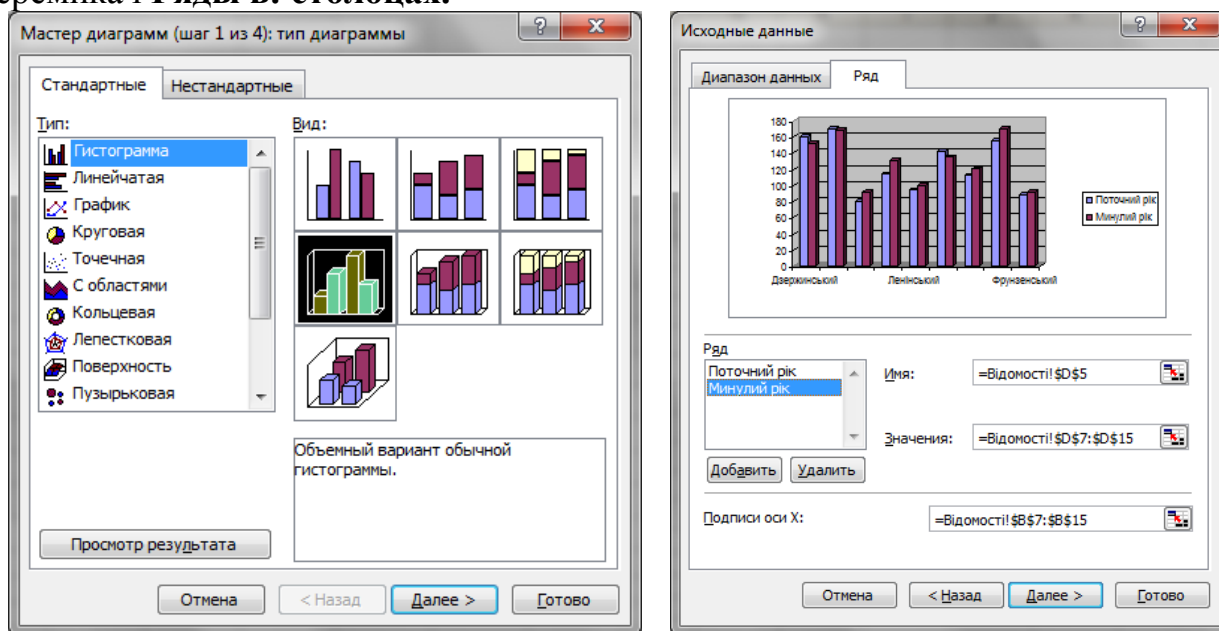 Ряды в: столбцах.
Мастер диаграмм (шаг 1 из 4): тип диаграммы
Стандартные Нестандартные
Тип:
Гистограмма
Линейчатая
График
Круговая
Точечная
С областями
Кольцевая
Лепестковая
Поверхность
Пузырьковая
Вид:
Объемный вариант обычной
гистограммы.
Просмотр результата
Отмена < Назад Далее > Готово
Исходные данные
Диапазон данных Ряд
180
160
140
120
100
80
60
40
20
0
Дзержинський Ленінський Фрунзенський
Поточний рік
Минулий рік
Ряд
Поточний рік
Минулий рік
Имя: =Відомості!$D$5
Значения: =Відомості!$D$7:$D$15
Добавить Удалить
Подписи оси X: =Відомості!$B$7:$B$15
Отмена < Назад Далее > Готово